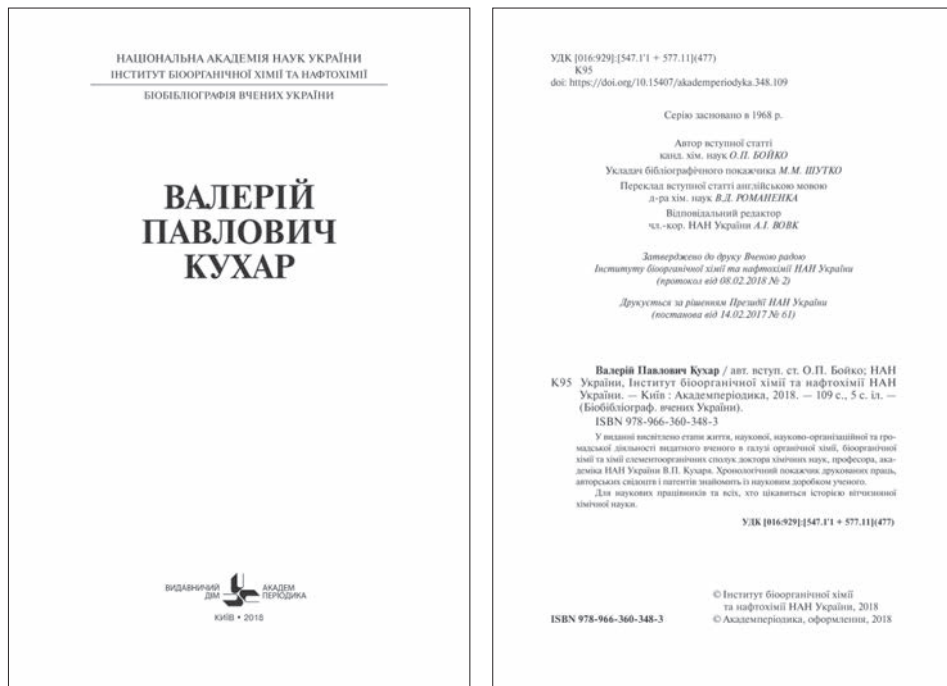 НАЦІОНАЛЬНА АКАДЕМІЯ НАУК УКРАЇНИ
ІНСТИТУТ БІООРГАНІЧНОЇ ХІМІЇ ТА НАФТОХІМІЇ
БІОБІБЛІОГРАФІЯ ВЧЕНИХ УКРАЇНИ
ВАЛЕРІЙ
ПАВЛОВИЧ
КУХАР
ВИДАВНИЧИЙ ДІМ
АКАДЕМ ПЕРІОДИКА
КИЇВ • 2018
УДК [016:929]:[547.1'1 + 577.11](477)
К95
doi: https://doi.org/10.15407/akademperiodyka.348.109
Серію засновано в 1968 р.
Автор вступної статті
канд. хім. наук О.П. БОЙКО
Укладач бібліографічного покажчика М.М. ШУТКО
Переклад вступної статті англійською мовою
д-ра хім. наук В.Д. РОМАНЕНКА
Відповідальний редактор
чл.-кор. НАН України А.І. ВОВК
Затверджено до друку Вченою радою
Інституту біоорганічної хімії та нафтохімії НАН України
(протокол від 08.02.2018 № 2)
Друкується за рішенням Президії НАН України
(постанова від 14.02.2017 № 61)
Валерій Павлович Кухар / авт. вступ. ст. О.П. Бойко; НАН
К95 України, Інститут біоорганічної хімії та нафтохімії НАН
України. — Київ : Академперіодика, 2018. — 109 с., 5 с. іл. —
(Біобібліограф. вчених України).
ISBN 978-966-360-348-3
У виданні висвітлено етапи життя, наукової, науково-організаційної та гро-
мадської діяльності видатного вченого в галузі органічної хімії, біоорганічної
хімії та хімії елементоорганічних сполук доктора хімічних наук, професора, ака-
деміка НАН України В.П. Кухаря. Хронологічний покажчик друкованих праць,
авторських свідоцтв і патентів знайомить із науковим доробком ученого.
Для наукових працівників та всіх, хто цікавиться історією вітчизняної
хімічної науки.
УДК [016:929]:[547.1'1 + 577.11](477)
© Інститут біоорганічної хімії
та нафтохімії НАН України, 2018
ISBN 978-966-360-348-3 © Академперіодика, оформлення, 2018